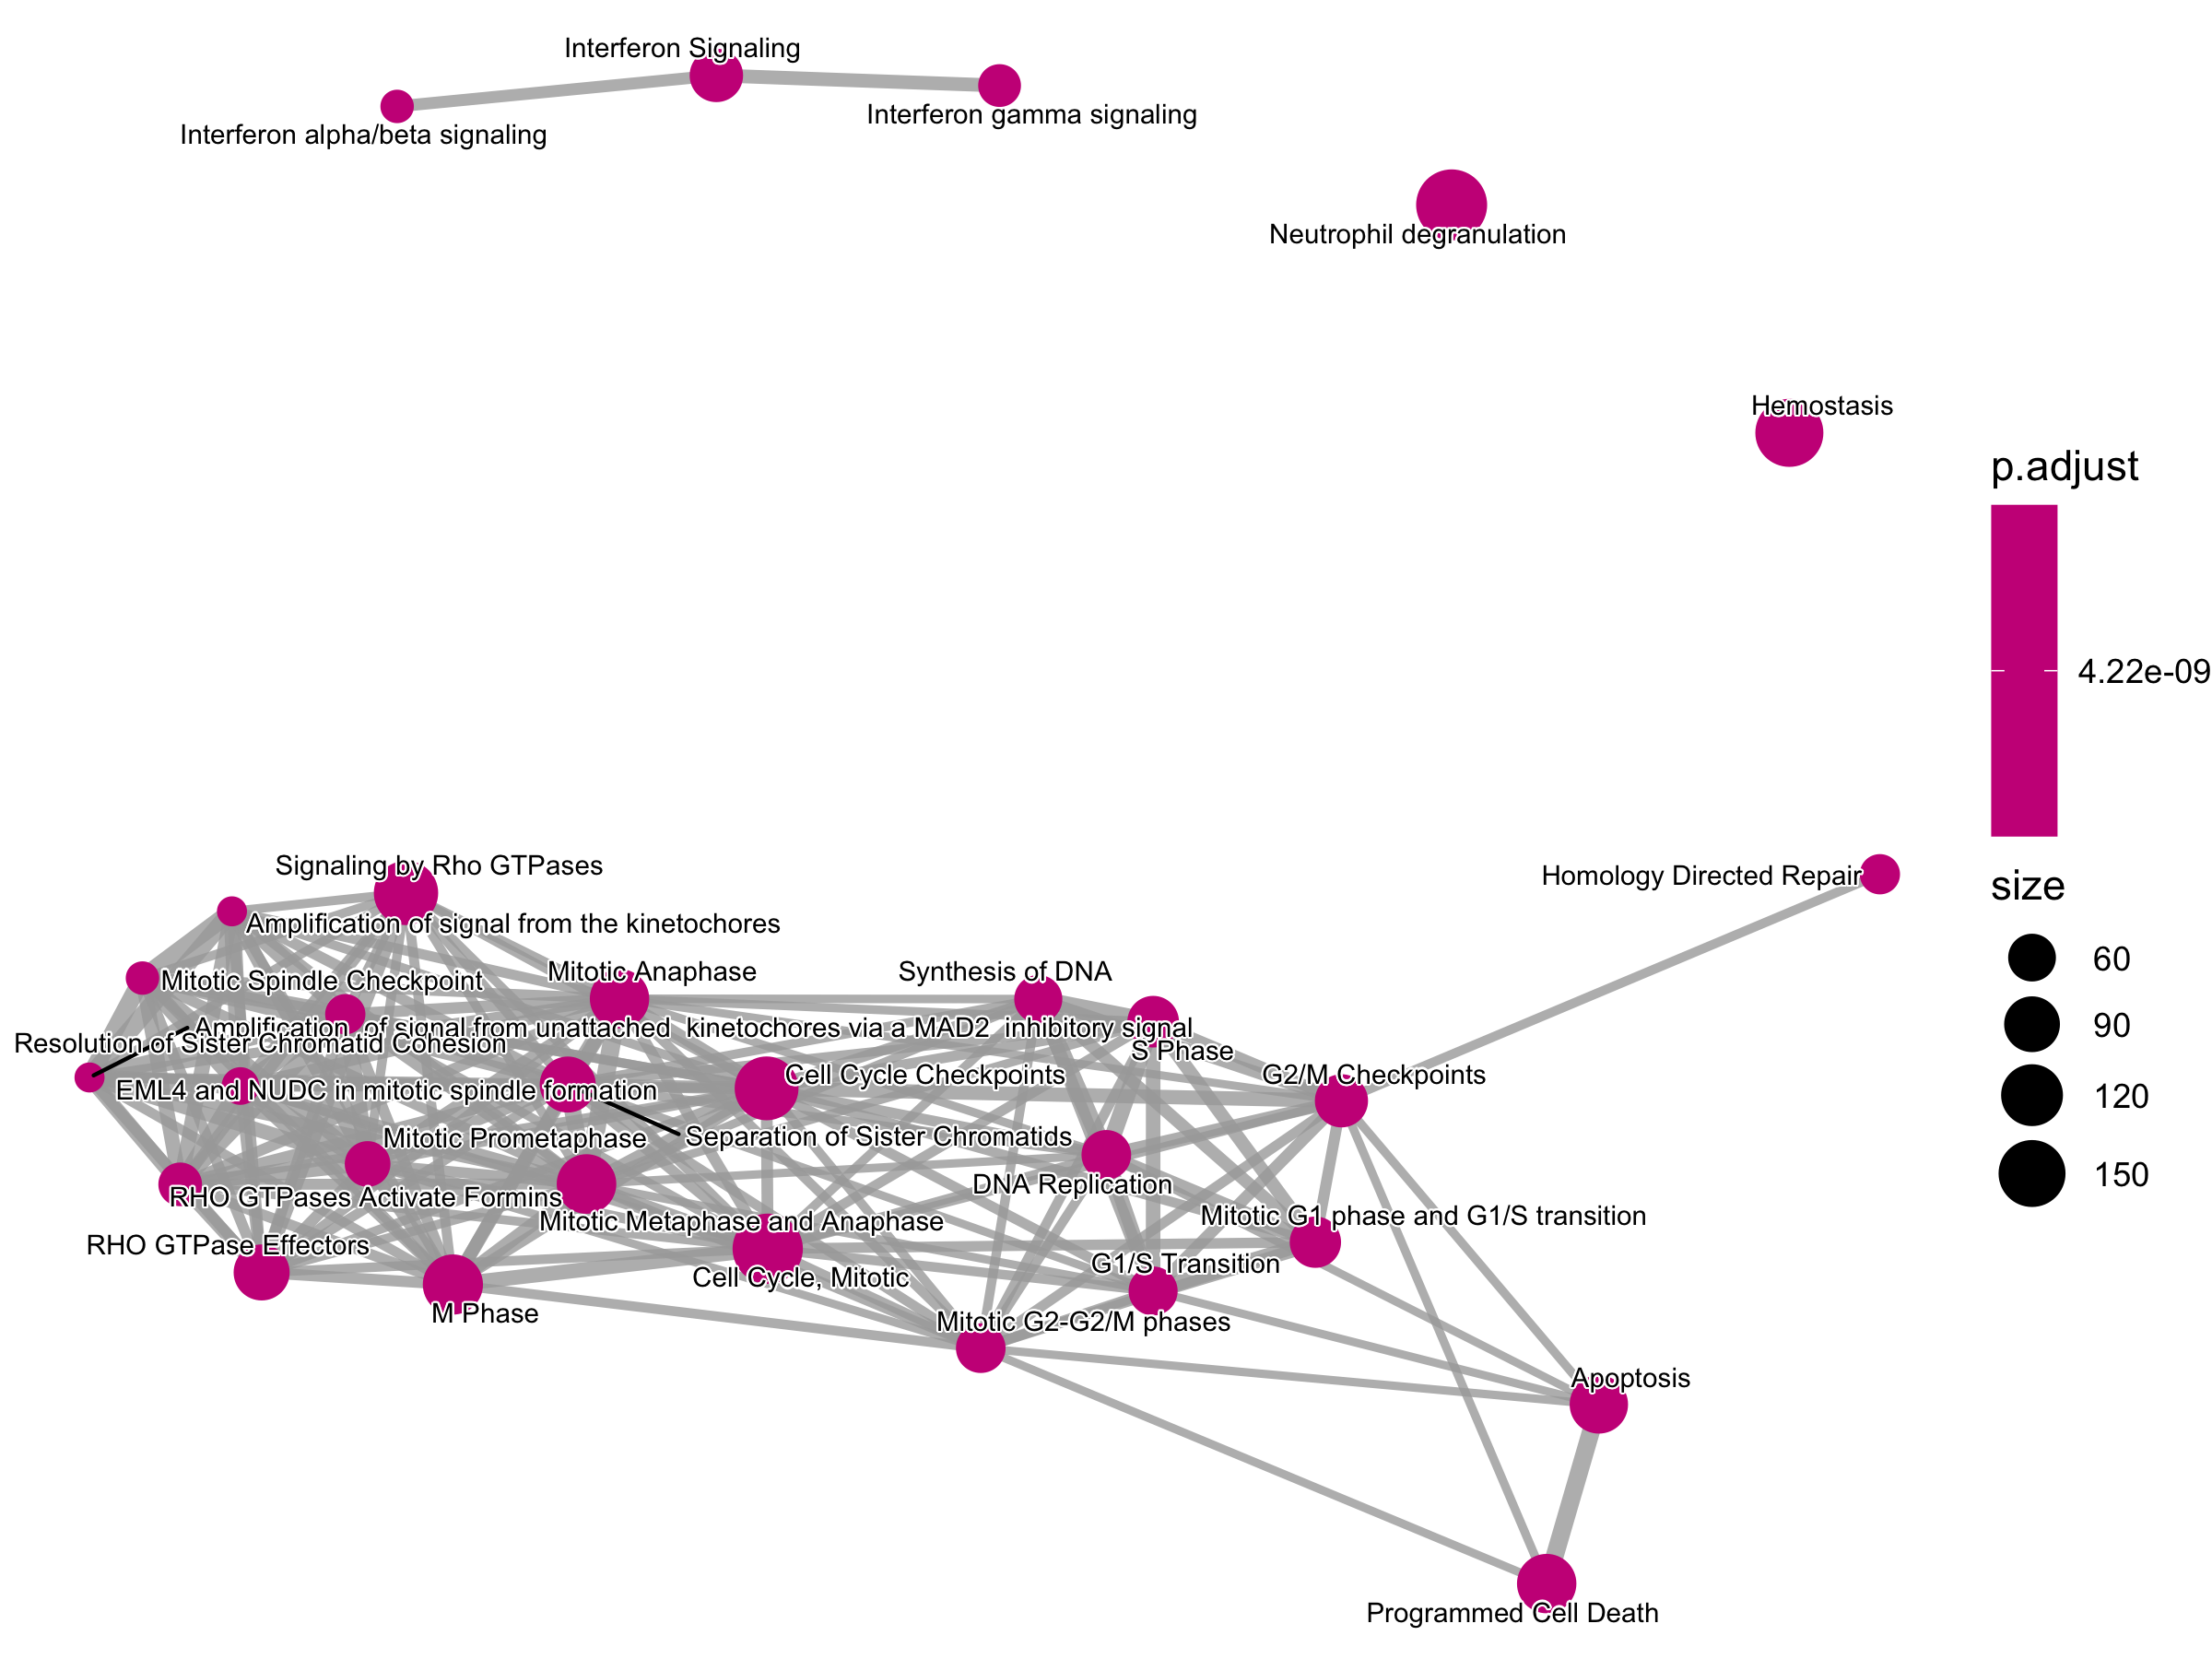 Interferon Signaling
Interferon gamma signaling
Interferon alpha/beta signaling
Neutrophil degranulation
Hemostasis
p.adjust
4.22e-09
Signaling by Rho GTPases
Homology Directed Repair
size
Amplification of signal from the kinetochores
60
Mitotic Anaphase
Synthesis of DNA
Mitotic Spindle Checkpoint
90
Amplification  of signal from unattached  kinetochores via a MAD2  inhibitory signal
Resolution of Sister Chromatid Cohesion
S Phase
Cell Cycle Checkpoints
G2/M Checkpoints
EML4 and NUDC in mitotic spindle formation
120
Mitotic Prometaphase
Separation of Sister Chromatids
150
DNA Replication
RHO GTPases Activate Formins
Mitotic Metaphase and Anaphase
Mitotic G1 phase and G1/S transition
RHO GTPase Effectors
G1/S Transition
Cell Cycle, Mitotic
M Phase
Mitotic G2-G2/M phases
Apoptosis
Programmed Cell Death